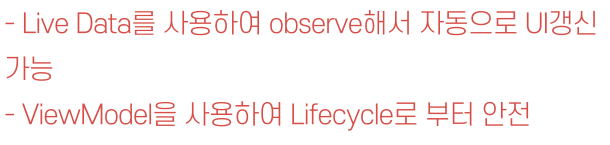 - Live Data를 사용하여 observe해서 자동으로 UI갱신
가능
- ViewModel을 사용하여 Lifecycle로 부터 안전